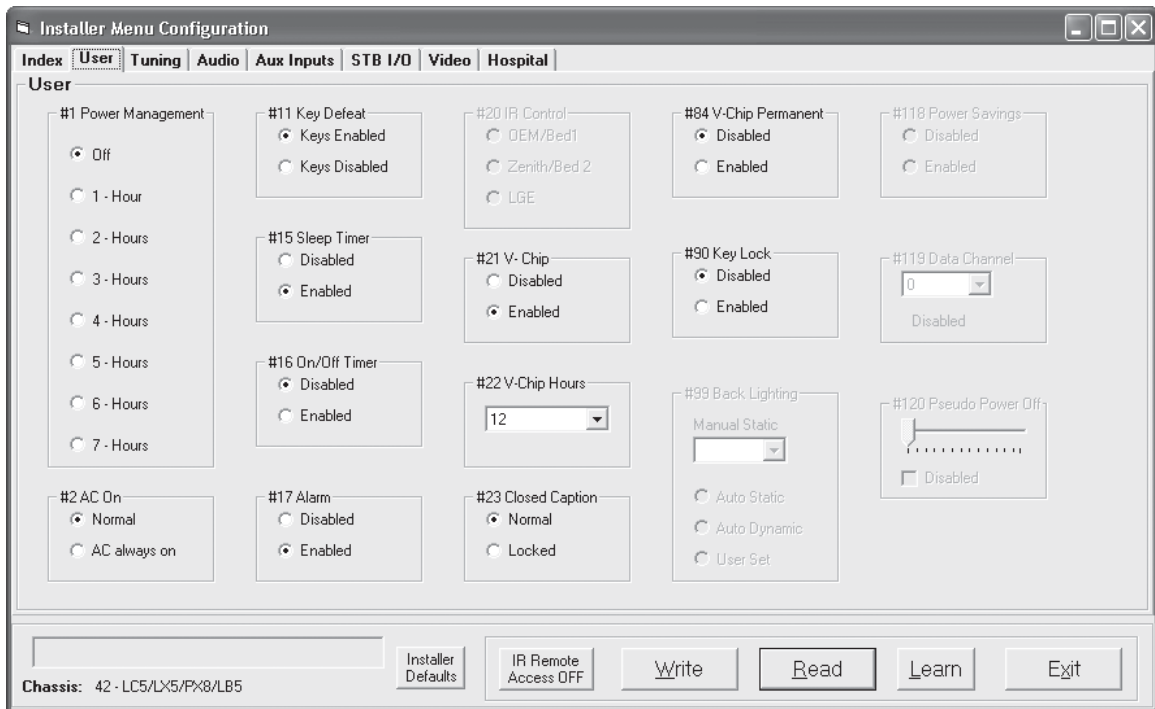 Installer Menu Configuration
Index User Tuning Audio Aux Inputs STB I/O Video Hospital
User
#1 Power Management
Off
1 - Hour
2 - Hours
3 - Hours
4 - Hours
5 - Hours
6 - Hours
7 - Hours
#2 AC On
Normal
AC always on
#11 Key Defeat
Keys Enabled
Keys Disabled
#15 Sleep Timer
Disabled
Enabled
#16 On/Off Timer
Disabled
Enabled
#17 Alarm
Disabled
Enabled
#20 IR Control
OEM/Bed1
Zenith/Bed 2
LGE
#21 V- Chip
Disabled
Enabled
#22 V-Chip Hours
12
#23 Closed Caption
Normal
Locked
#84 V-Chip Permanent
Disabled
Enabled
#90 Key Lock
Disabled
Enabled
#99 Back Lighting
Manual Static
Auto Static
Auto Dynamic
User Set
#118 Power Savings
Disabled
Enabled
#119 Data Channel
0
Disabled
#120 Pseudo Power Off
Disabled
Chassis: 42 - LC5/LX5/PX8/LB5
Installer
Defaults
IR Remote
Access OFF
Write
Read
Learn
Exit